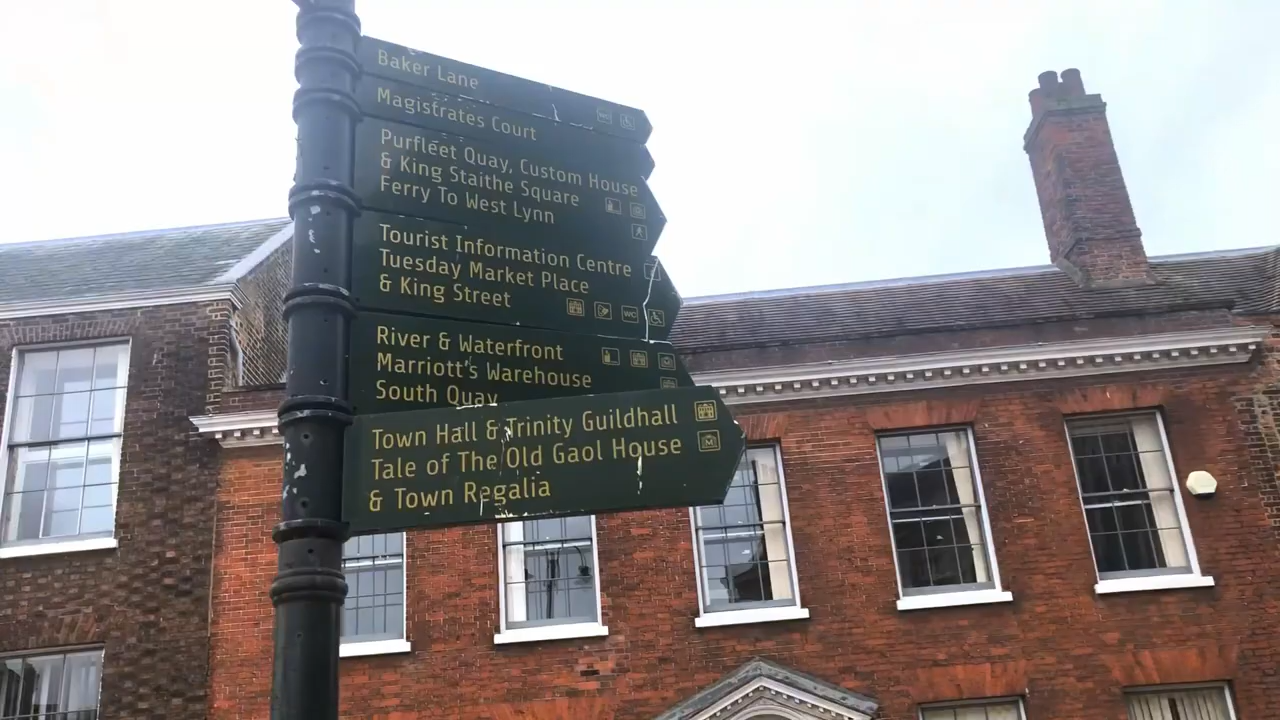 Baker Lane
WC
Magistrates Court
Purfleet Quay, Custom House
& King Staithe Square
Ferry To West Lynn
Tourist Information Centre
Tuesday Market Place
& King Street
WC
River & Waterfront
Marriott's Warehouse
South Quay
Town Hall & Trinity Guildhall
Tale of The Old Gaol House
M
& Town Regalia